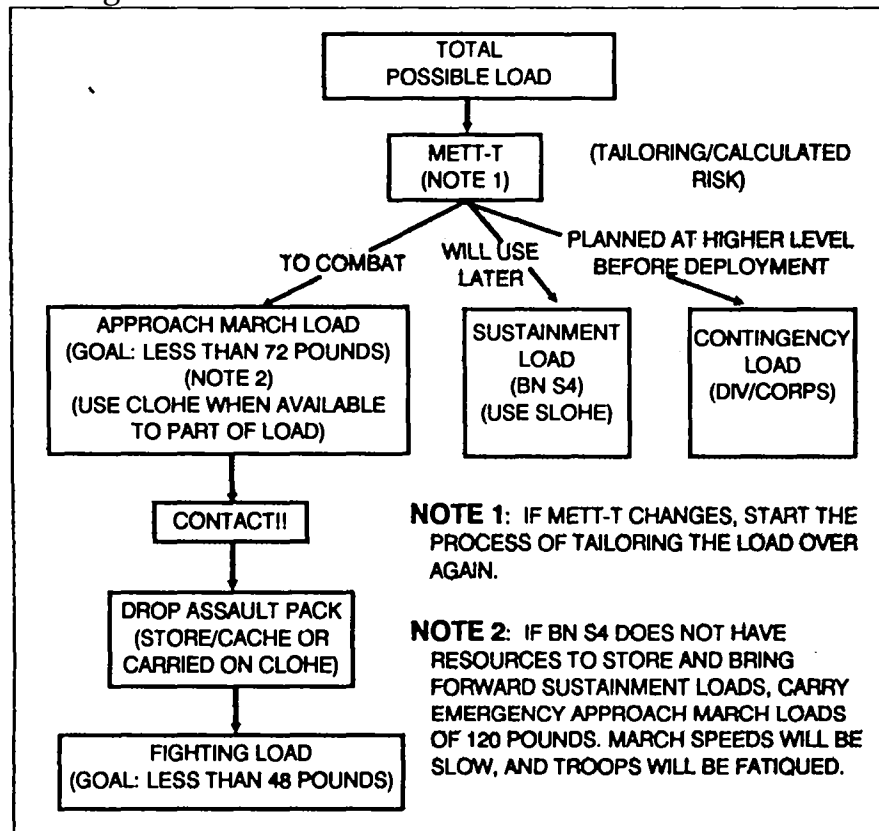 TOTAL
POSSIBLE LOAD
METT-T
(NOTE 1)
(TAILORING/CALCULATED
RISK)
TO COMBAT
WILL USE
LATER
PLANNED AT HIGHER LEVEL
BEFORE DEPLOYMENT
APPROACH MARCH LOAD
(GOAL: LESS THAN 72 POUNDS)
(NOTE 2)
(USE CLOHE WHEN AVAILABLE
TO PART OF LOAD)
SUSTAINMENT
LOAD
(BN S4)
(USE SLOHE)
CONTINGENCY
LOAD
(DIV/CORPS)
CONTACT!!
DROP ASSAULT PACK
(STORE/CACHE OR
CARRIED ON CLOHE)
FIGHTING LOAD
(GOAL: LESS THAN 48 POUNDS)
NOTE 1: IF METT-T CHANGES, START THE
PROCESS OF TAILORING THE LOAD OVER
AGAIN.
NOTE 2: IF BN S4 DOES NOT HAVE
RESOURCES TO STORE AND BRING
FORWARD SUSTAINMENT LOADS, CARRY
EMERGENCY APPROACH MARCH LOADS
OF 120 POUNDS. MARCH SPEEDS WILL BE
SLOW, AND TROOPS WILL BE FATIQUED.